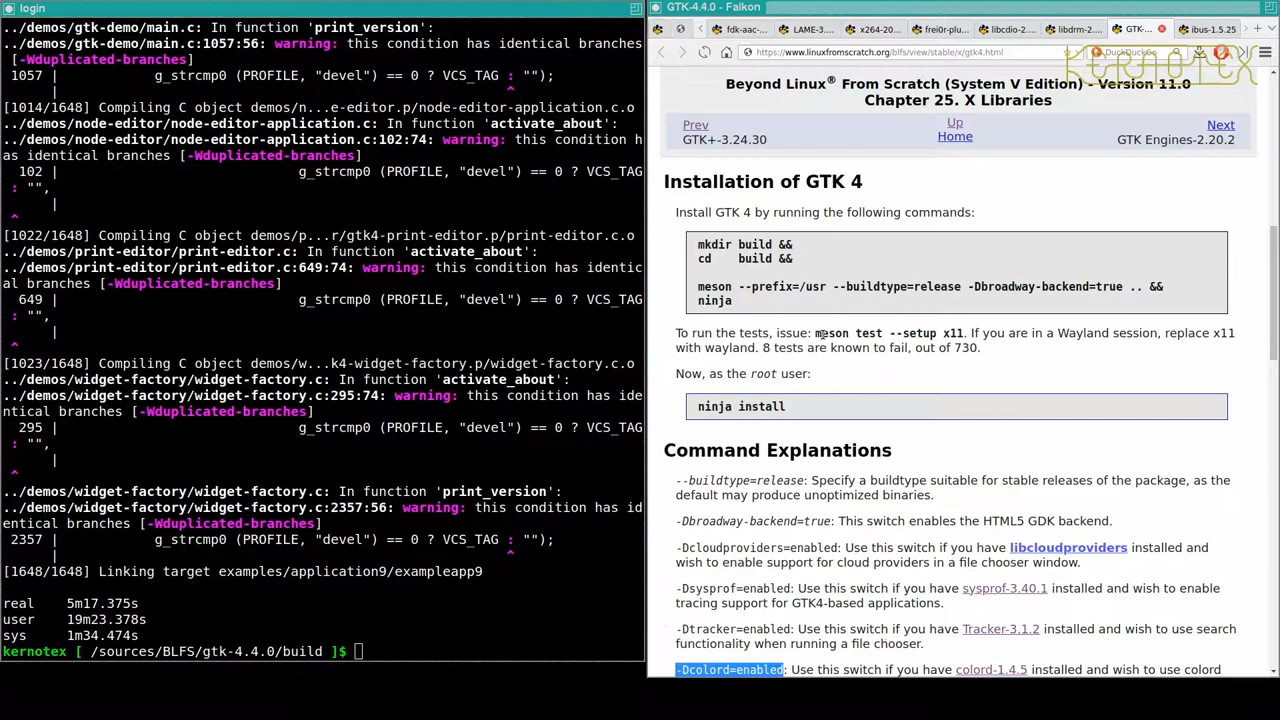 login
../demos/gtk-demo/main.c: In function 'print_version':
../demos/gtk-demo/main.c:1057:56: warning: this condition has identical branches
[-Wduplicated-branches]
1057 | g_strcmp0 (PROFILE, "devel") == 0 ? VCS_TAG : "");
| ^
[1014/1648] Compiling C object demos/n...e-editor.p/node-editor-application.c.o
../demos/node-editor/node-editor-application.c: In function 'activate_about':
../demos/node-editor/node-editor-application.c:102:74: warning: this condition h
as identical branches [-Wduplicated-branches]
102 | g_strcmp0 (PROFILE, "devel") == 0 ? VCS_TAG
: "",
|
^
[1022/1648] Compiling C object demos/p...r/gtk4-print-editor.p/print-editor.c.o
../demos/print-editor/print-editor.c: In function 'activate_about':
../demos/print-editor/print-editor.c:649:74: warning: this condition has identic
al branches [-Wduplicated-branches]
649 | g_strcmp0 (PROFILE, "devel") == 0 ? VCS_TAG
: "",
|
^
[1023/1648] Compiling C object demos/w...k4-widget-factory.p/widget-factory.c.o
../demos/widget-factory/widget-factory.c: In function 'activate_about':
../demos/widget-factory/widget-factory.c:295:74: warning: this condition has ide
ntical branches [-Wduplicated-branches]
295 | g_strcmp0 (PROFILE, "devel") == 0 ? VCS_TAG
: "",
|
^
../demos/widget-factory/widget-factory.c: In function 'print_version':
../demos/widget-factory/widget-factory.c:2357:56: warning: this condition has id
entical branches [-Wduplicated-branches]
2357 | g_strcmp0 (PROFILE, "devel") == 0 ? VCS_TAG : "");
| ^
[1648/1648] Linking target examples/application9/exampleapp9
real 5m17.375s
user 19m23.378s
sys 1m34.474s
kernotex [ /sources/BLFS/gtk-4.4.0/build ]$
GTK-4.4.0 - Falkon
fdk-aac-... LAME-3.... x264-20... frei0r-plu... libcdio-2.... libdrm-2.... GTK-... ibus-1.5.25
https://www.linuxfromscratch.org/blfs/view/stable/x/gtk4.html DuckDuckGo
KERNOTEX
Beyond Linux® From Scratch (System V Edition) - Version 11.0
Chapter 25. X Libraries
Prev Up Next
GTK+-3.24.30 Home GTK Engines-2.20.2
Installation of GTK 4
Install GTK 4 by running the following commands:
mkdir build &&
cd build &&
meson --prefix=/usr --buildtype=release -Dbroadway-backend=true .. &&
ninja
To run the tests, issue: meson test --setup x11. If you are in a Wayland session, replace x11
with wayland. 8 tests are known to fail, out of 730.
Now, as the root user:
ninja install
Command Explanations
--buildtype=release: Specify a buildtype suitable for stable releases of the package, as the
default may produce unoptimized binaries.
-Dbroadway-backend=true: This switch enables the HTML5 GDK backend.
-Dcloudproviders=enabled: Use this switch if you have libcloudproviders installed and
wish to enable support for cloud providers in a file chooser window.
-Dsysprof=enabled: Use this switch if you have sysprof-3.40.1 installed and wish to enable
tracing support for GTK4-based applications.
-Dtracker=enabled: Use this switch if you have Tracker-3.1.2 installed and wish to use search
functionality when running a file chooser.
-Dcolord=enabled: Use this switch if you have colord-1.4.5 installed and wish to use colord